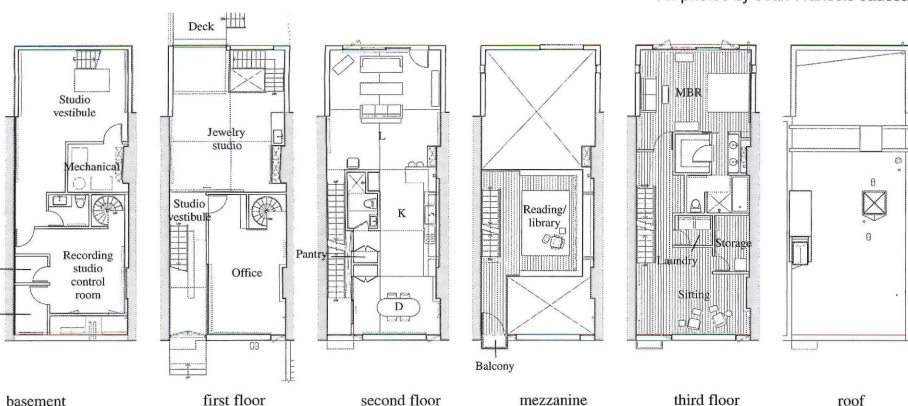 Deck
Studio
vestibule
Mechanical
Recording
studio
control
room
Jewelry
studio
Studio
vestibule
Office
L
K
Pantry
D
Reading/
library
Balcony
MBR
Laundry
Storage
Sitting
basement
first floor
second floor
mezzanine
third floor
roof